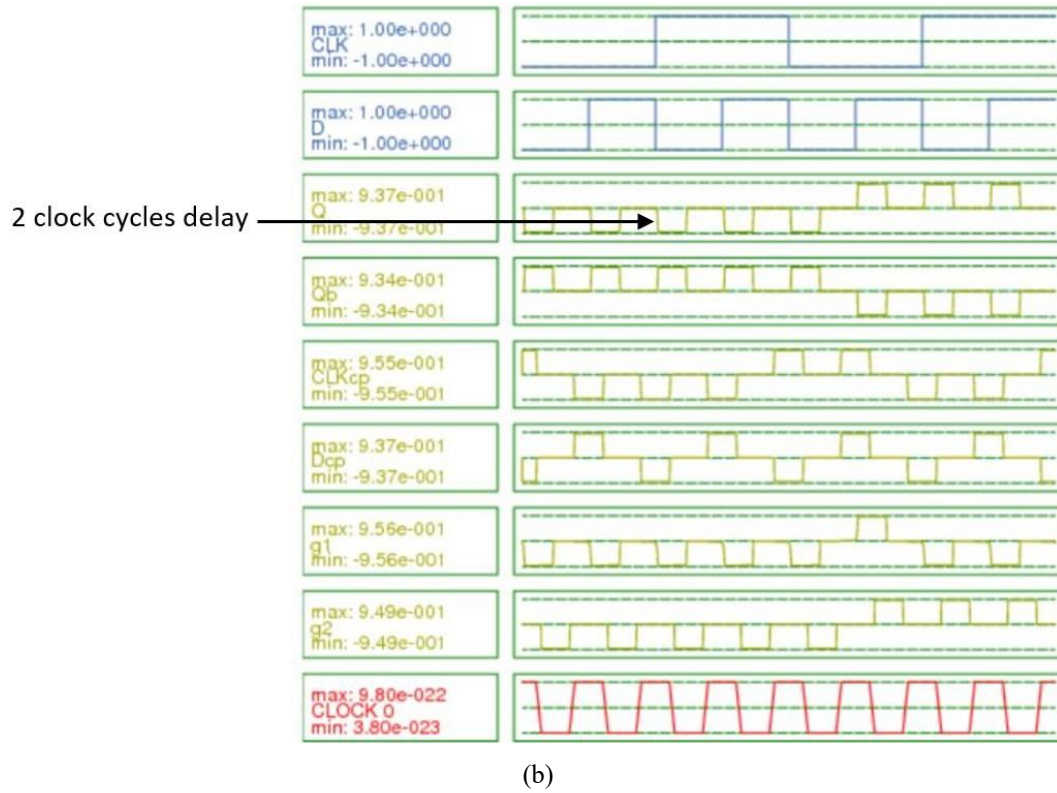 max: 1.00e+000
CLK
min: -1.00e+000
max: 1.00e+000
D
min: -1.00e+000
2 clock cycles delay
max: 9.37e-001
Q
min: -9.37e-001
max: 9.34e-001
Qb
min: -9.34e-001
max: 9.55e-001
CLKcp
min: -9.55e-001
max: 9.37e-001
Dcp
min: -9.37e-001
max: 9.56e-001
g1
min: -9.56e-001
max: 9.49e-001
g2
min: -9.49e-001
max: 9.80e-022
CLOCK 0
min: 3.80e-023
(b)